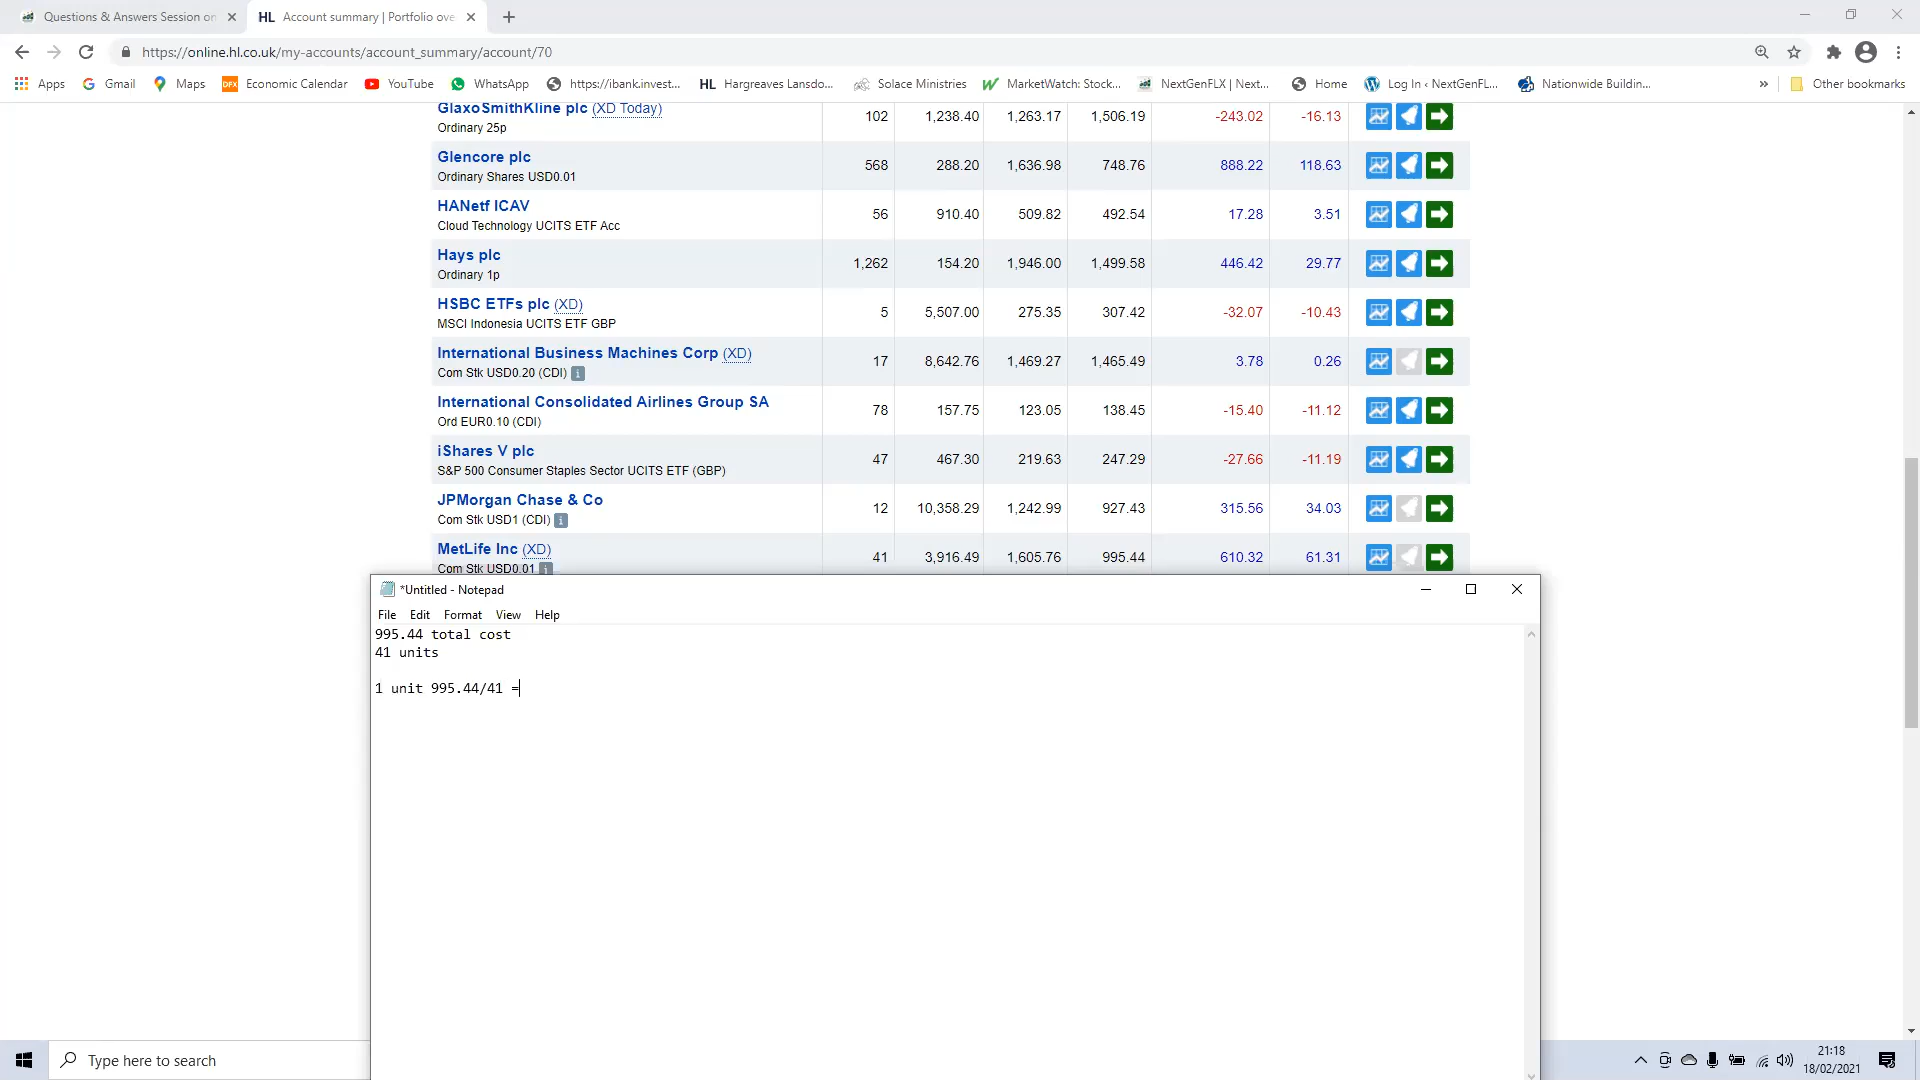 Questions & Answers Session on
HL Account summary | Portfolio ove
https://online.hl.co.uk/my-accounts/account_summary/account/70
Apps Gmail Maps DFX Economic Calendar YouTube WhatsApp https://ibank.invest... HL Hargreaves Lansdo... Solace Ministries MarketWatch: Stock... NextGenFLX | Next... Home Log In ‹ NextGenFL... Nationwide Buildin... » Other bookmarks
GlaxoSmithKline plc (XD Today) 102 1,238.40 1,263.17 1,506.19 -243.02 -16.13
Ordinary 25p
Glencore plc 568 288.20 1,636.98 748.76 888.22 118.63
Ordinary Shares USD0.01
HANetf ICAV 56 910.40 509.82 492.54 17.28 3.51
Cloud Technology UCITS ETF Acc
Hays plc 1,262 154.20 1,946.00 1,499.58 446.42 29.77
Ordinary 1p
HSBC ETFs plc (XD) 5 5,507.00 275.35 307.42 -32.07 -10.43
MSCI Indonesia UCITS ETF GBP
International Business Machines Corp (XD) 17 8,642.76 1,469.27 1,465.49 3.78 0.26
Com Stk USD0.20 (CDI) i
International Consolidated Airlines Group SA 78 157.75 123.05 138.45 -15.40 -11.12
Ord EUR0.10 (CDI)
iShares V plc 47 467.30 219.63 247.29 -27.66 -11.19
S&P 500 Consumer Staples Sector UCITS ETF (GBP)
JPMorgan Chase & Co 12 10,358.29 1,242.99 927.43 315.56 34.03
Com Stk USD1 (CDI) i
MetLife Inc (XD) 41 3,916.49 1,605.76 995.44 610.32 61.31
Com Stk USD0.01 i
*Untitled - Notepad
File Edit Format View Help
995.44 total cost
41 units
1 unit 995.44/41 =
Type here to search
21:18
18/02/2021